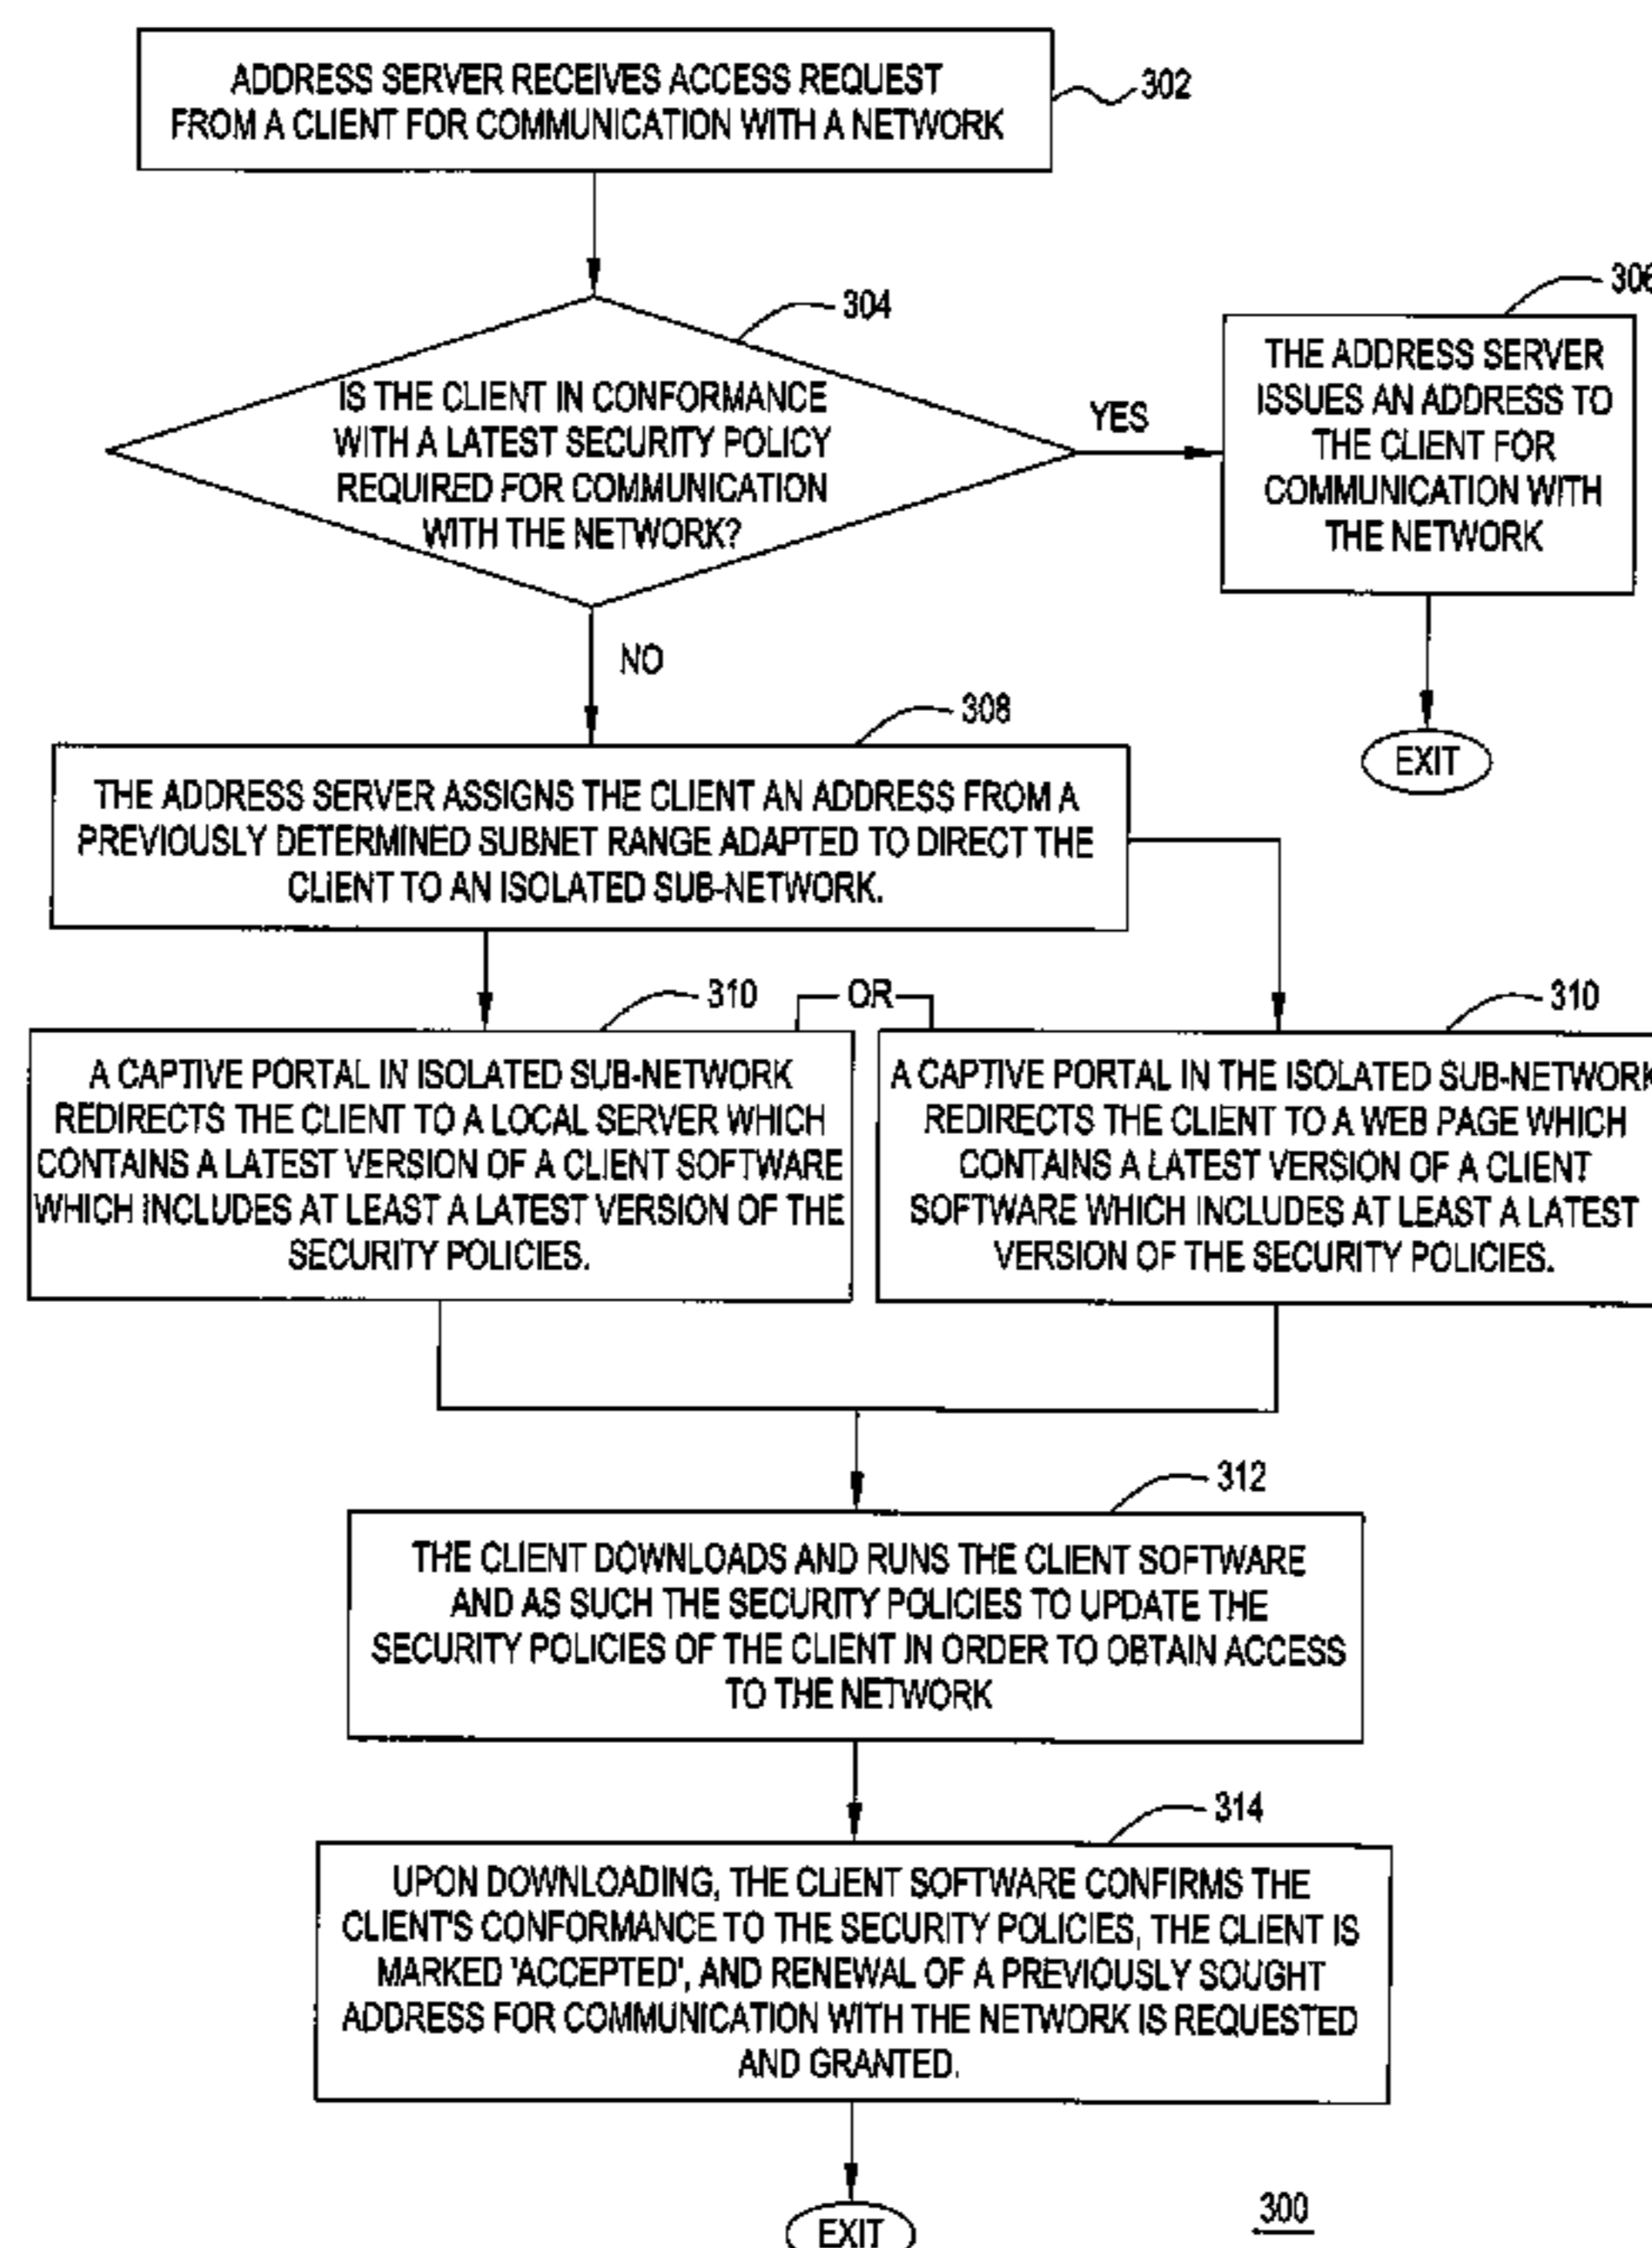 ADDRESS SERVER RECEIVES ACCESS REQUEST
FROM A CLIENT FOR COMMUNICATION WITH A NETWORK
302
304
IS THE CLIENT IN CONFORMANCE
WITH A LATEST SECURITY POLICY
REQUIRED FOR COMMUNICATION
WITH THE NETWORK?
YES
306
THE ADDRESS SERVER
ISSUES AN ADDRESS TO
THE CLIENT FOR
COMMUNICATION WITH
THE NETWORK
EXIT
NO
308
THE ADDRESS SERVER ASSIGNS THE CLIENT AN ADDRESS FROM A
PREVIOUSLY DETERMINED SUBNET RANGE ADAPTED TO DIRECT THE
CLIENT TO AN ISOLATED SUB-NETWORK.
310
OR
310
A CAPTIVE PORTAL IN ISOLATED SUB-NETWORK
REDIRECTS THE CLIENT TO A LOCAL SERVER WHICH
CONTAINS A LATEST VERSION OF A CLIENT SOFTWARE
WHICH INCLUDES AT LEAST A LATEST VERSION OF THE
SECURITY POLICIES.
A CAPTIVE PORTAL IN THE ISOLATED SUB-NETWORK
REDIRECTS THE CLIENT TO A WEB PAGE WHICH
CONTAINS A LATEST VERSION OF A CLIENT
SOFTWARE WHICH INCLUDES AT LEAST A LATEST
VERSION OF THE SECURITY POLICIES.
312
THE CLIENT DOWNLOADS AND RUNS THE CLIENT SOFTWARE
AND AS SUCH THE SECURITY POLICIES TO UPDATE THE
SECURITY POLICIES OF THE CLIENT IN ORDER TO OBTAIN ACCESS
TO THE NETWORK
314
UPON DOWNLOADING, THE CLIENT SOFTWARE CONFIRMS THE
CLIENT'S CONFORMANCE TO THE SECURITY POLICIES, THE CLIENT IS
MARKED 'ACCEPTED', AND RENEWAL OF A PREVIOUSLY SOUGHT
ADDRESS FOR COMMUNICATION WITH THE NETWORK IS REQUESTED
AND GRANTED.
EXIT
300